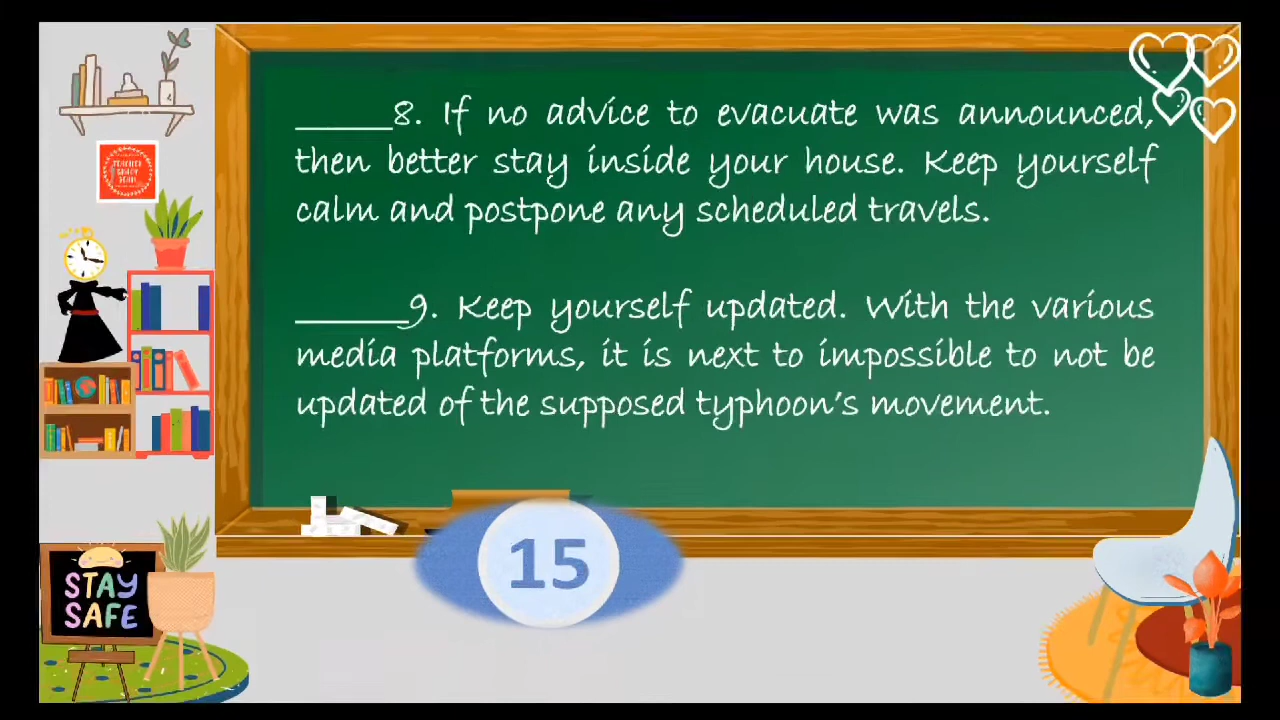 ______8. If no advice to evacuate was announced,
then better stay inside your house. Keep yourself
calm and postpone any scheduled travels.
_______9. Keep yourself updated. With the various
media platforms, it is next to impossible to not be
updated of the supposed typhoon's movement.
15
STAY
SAFE